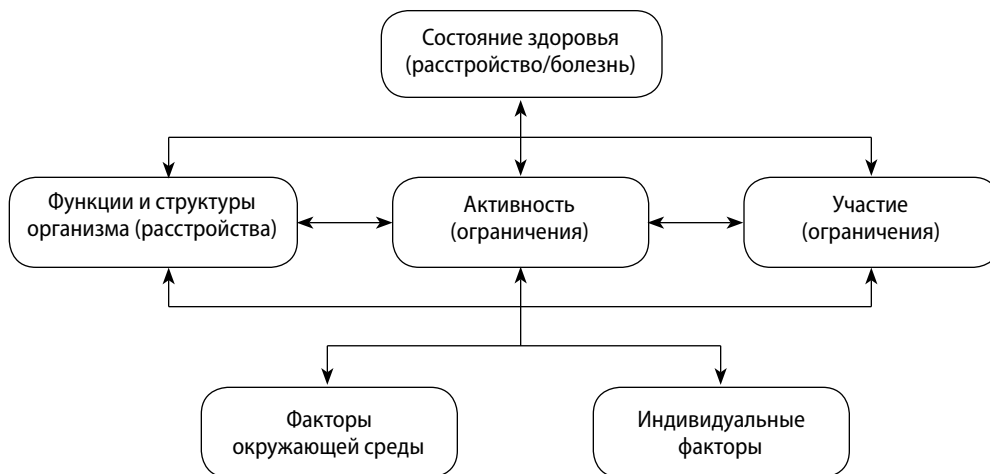 Состояние здоровья
(расстройство/болезнь)
Функции и структуры
организма (расстройства)
Активность
(ограничения)
Участие
(ограничения)
Факторы
окружающей среды
Индивидуальные
факторы